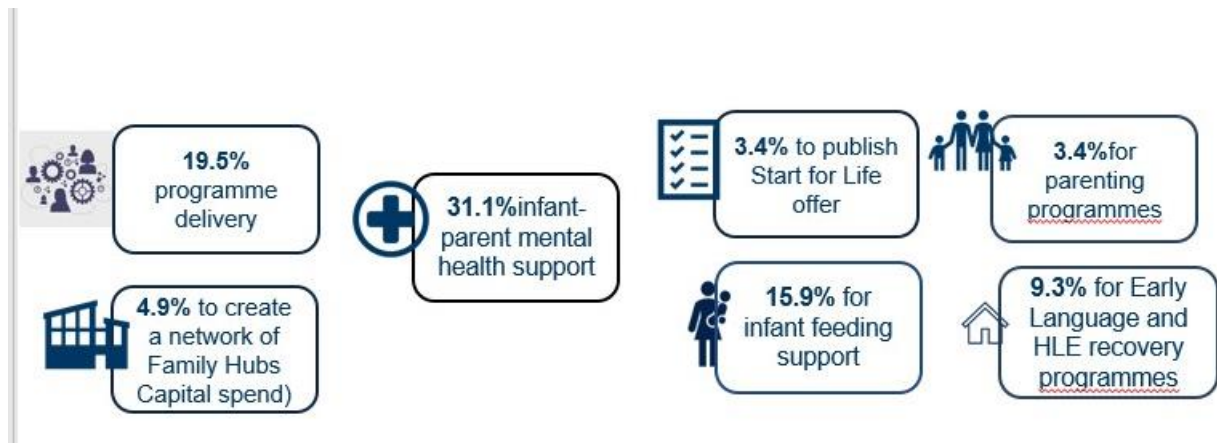 19.5%
programme
delivery
4.9% to create
a network of
Family Hubs
Capital spend)
31.1%infant-
parent mental
health support
3.4% to publish
Start for Life
offer
3.4%for
parenting
programmes
15.9% for
infant feeding
support
9.3% for Early
Language and
HLE recovery
programmes